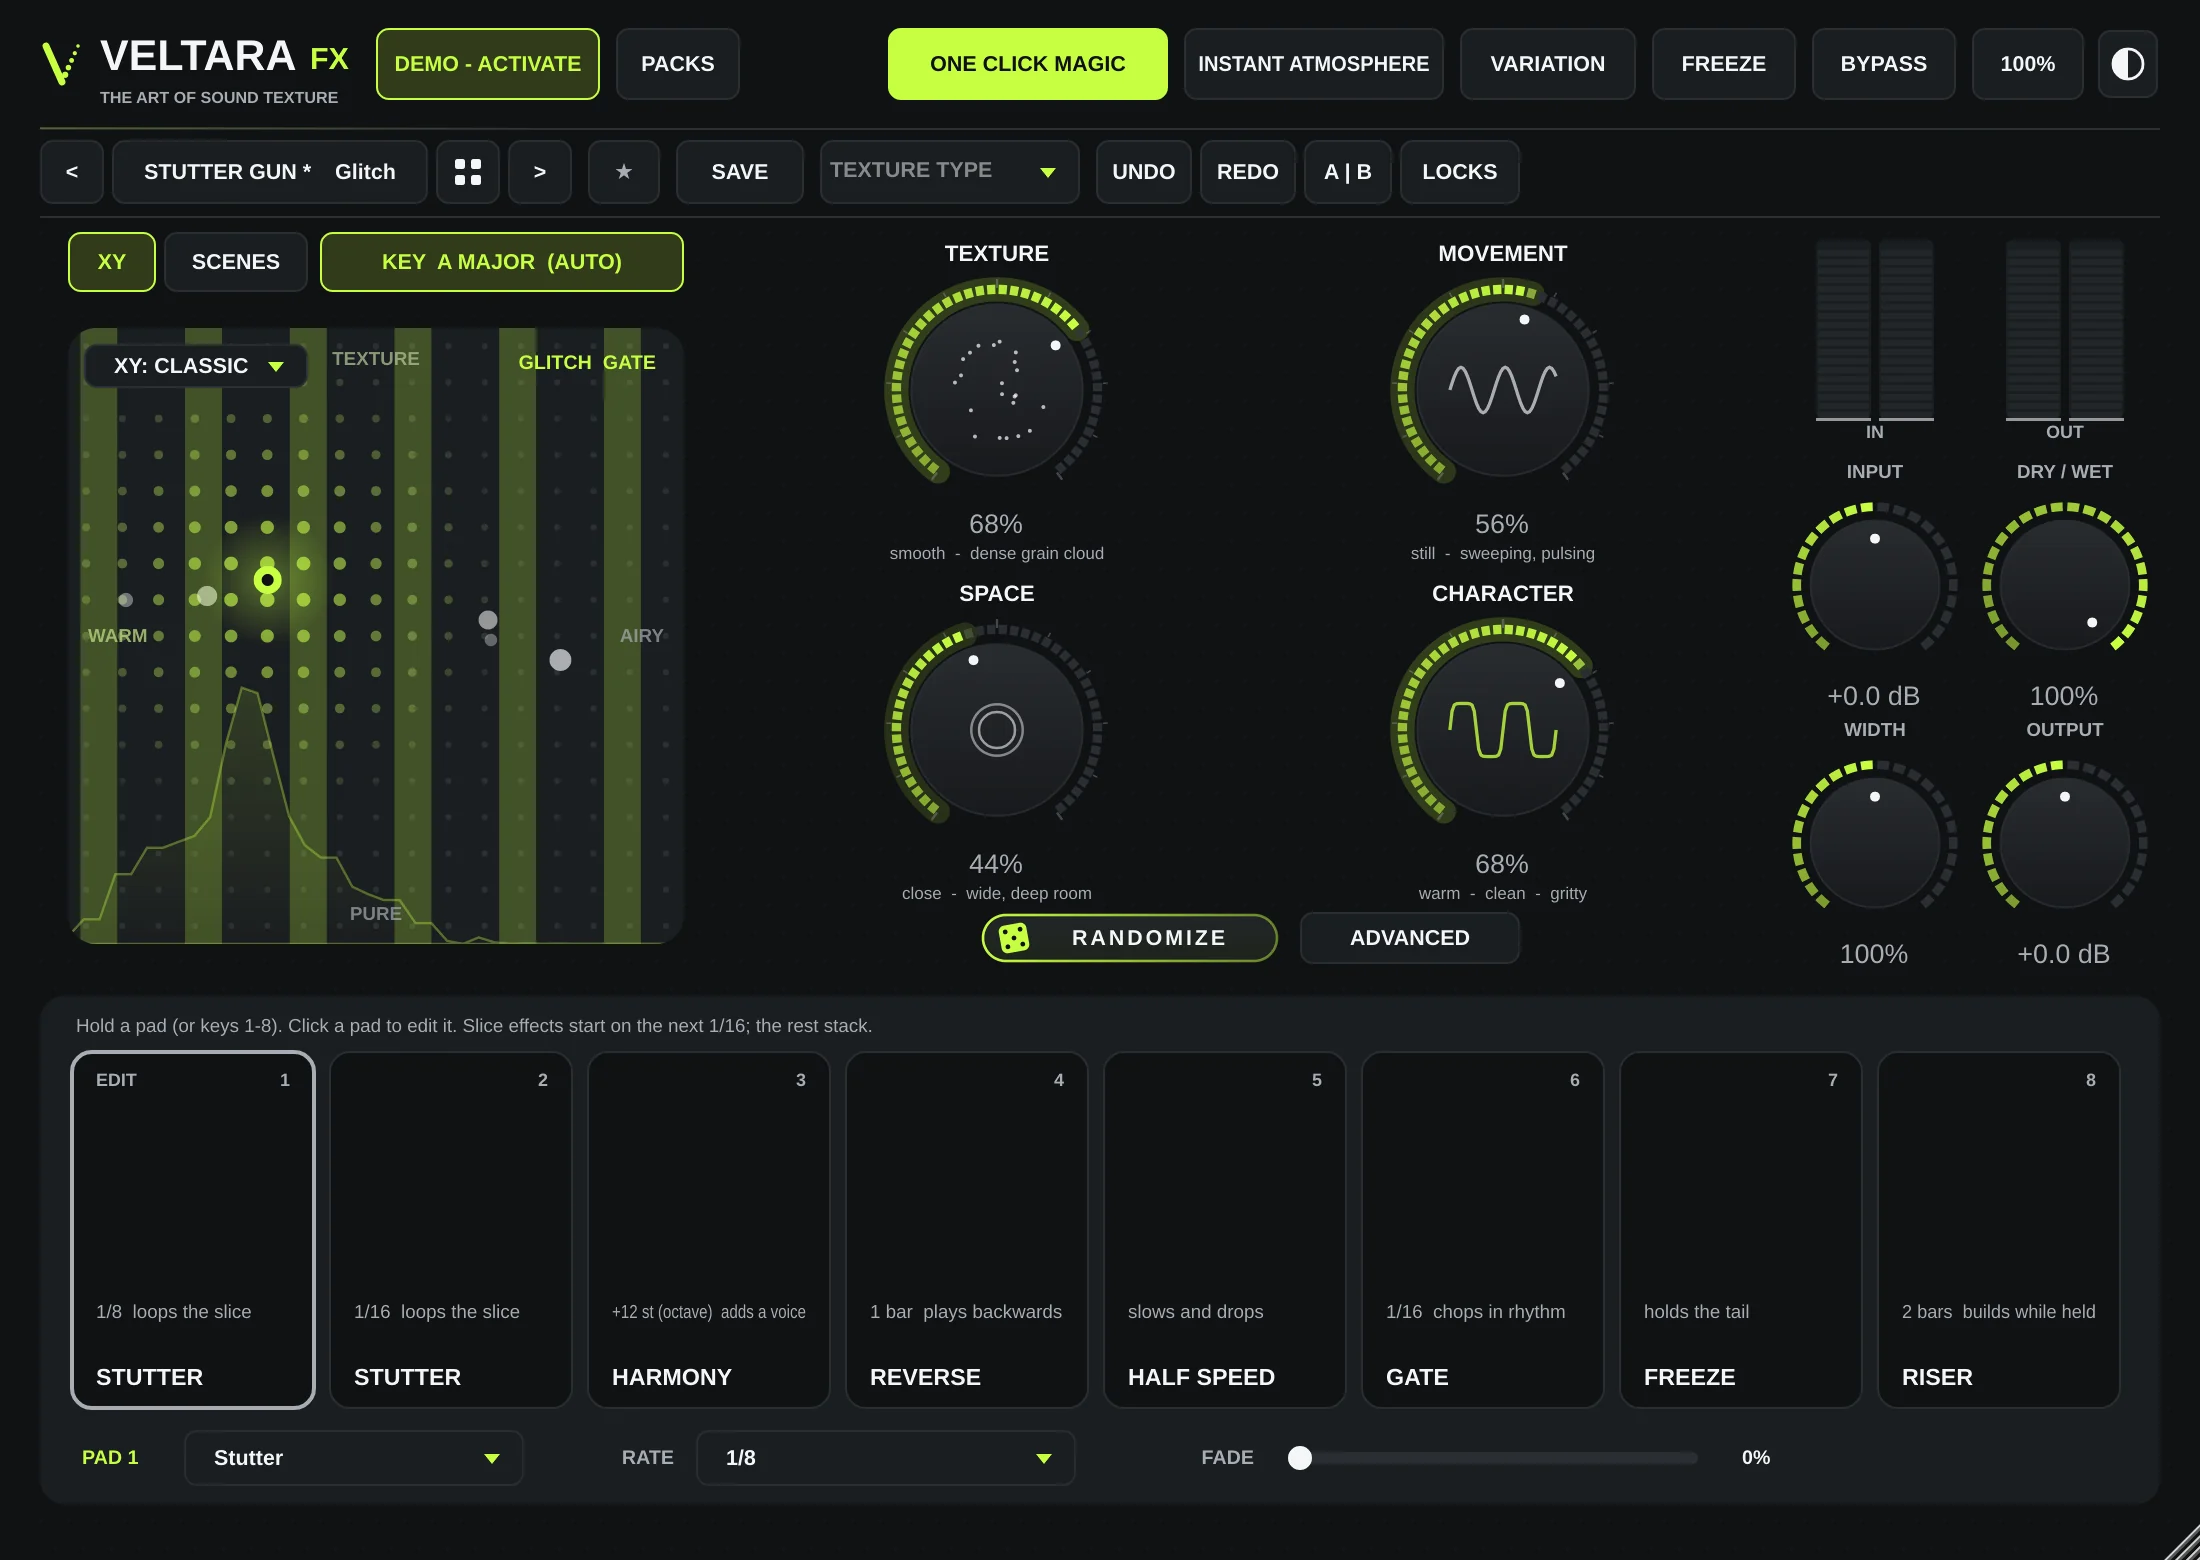 VELTARA FX
THE ART OF SOUND TEXTURE
DEMO - ACTIVATE
PACKS
ONE CLICK MAGIC
INSTANT ATMOSPHERE
VARIATION
FREEZE
BYPASS
100%
<
STUTTER GUN * Glitch
>
★
SAVE
TEXTURE TYPE
UNDO
REDO
A | B
LOCKS
XY
SCENES
KEY A MAJOR (AUTO)
XY: CLASSIC
TEXTURE
GLITCH GATE
WARM
AIRY
PURE
TEXTURE
68%
smooth - dense grain cloud
MOVEMENT
56%
still - sweeping, pulsing
SPACE
44%
close - wide, deep room
CHARACTER
68%
warm - clean - gritty
RANDOMIZE
ADVANCED
IN
OUT
INPUT
DRY / WET
+0.0 dB
100%
WIDTH
OUTPUT
100%
+0.0 dB
Hold a pad (or keys 1-8). Click a pad to edit it. Slice effects start on the next 1/16; the rest stack.
EDIT 1
1/8 loops the slice
STUTTER
2
1/16 loops the slice
STUTTER
3
+12 st (octave) adds a voice
HARMONY
4
1 bar plays backwards
REVERSE
5
slows and drops
HALF SPEED
6
1/16 chops in rhythm
GATE
7
holds the tail
FREEZE
8
2 bars builds while held
RISER
PAD 1
Stutter
RATE
1/8
FADE
0%